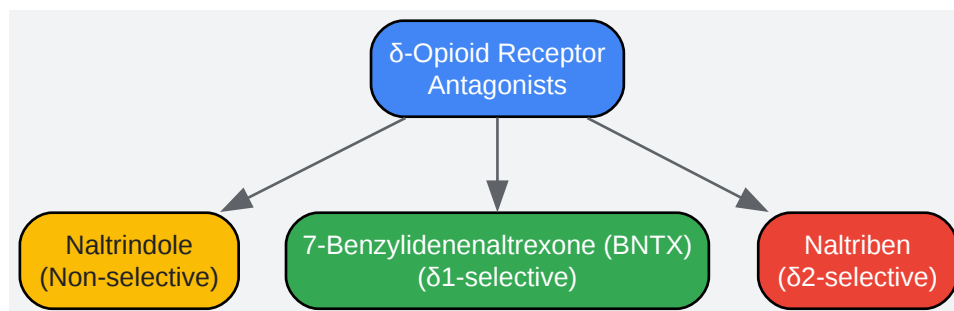 δ-Opioid Receptor
Antagonists
Naltrindole
(Non-selective)
7-Benzylidenenaltrexone (BNTX)
(δ1-selective)
Naltriben
(δ2-selective)